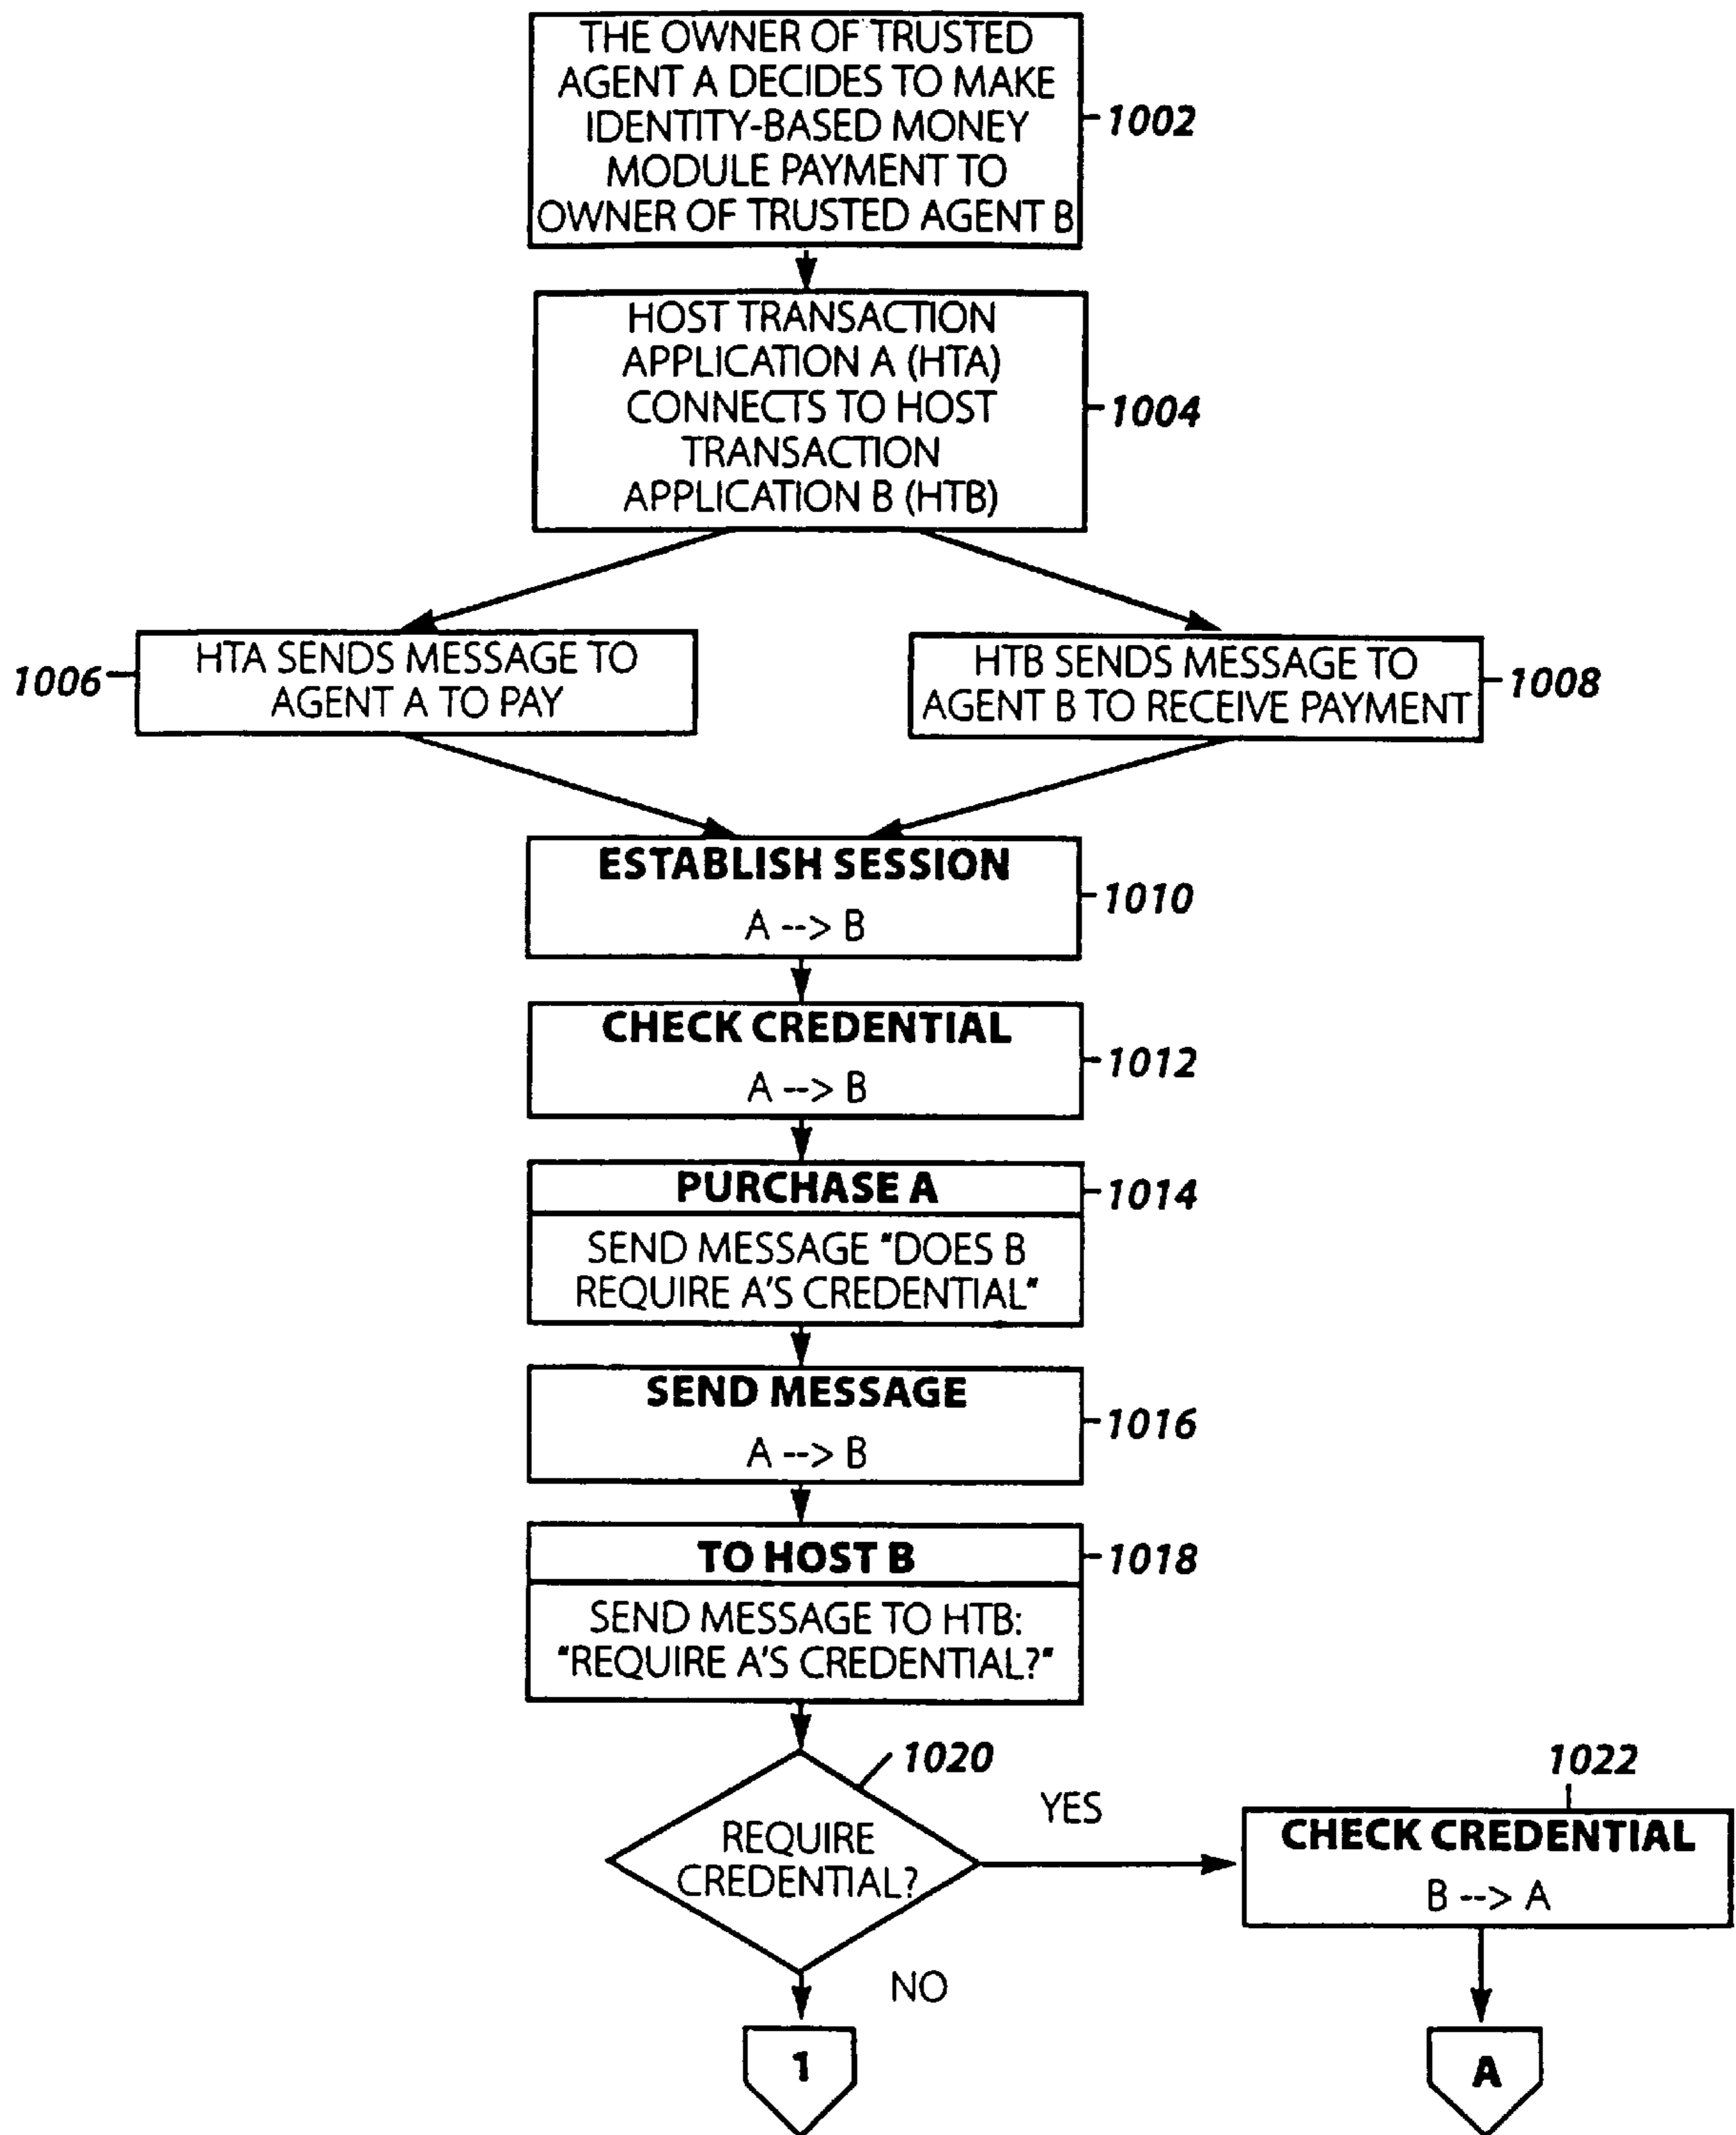 THE OWNER OF TRUSTED
AGENT A DECIDES TO MAKE
IDENTITY-BASED MONEY
MODULE PAYMENT TO
OWNER OF TRUSTED AGENT B
1002
HOST TRANSACTION
APPLICATION A (HTA)
CONNECTS TO HOST
TRANSACTION
APPLICATION B (HTB)
1004
1006
HTA SENDS MESSAGE TO
AGENT A TO PAY
HTB SENDS MESSAGE TO
AGENT B TO RECEIVE PAYMENT
1008
ESTABLISH SESSION
A --> B
1010
CHECK CREDENTIAL
A --> B
1012
PURCHASE A
1014
SEND MESSAGE "DOES B
REQUIRE A'S CREDENTIAL"
SEND MESSAGE
A --> B
1016
TO HOST B
1018
SEND MESSAGE TO HTB:
"REQUIRE A'S CREDENTIAL?"
1020
REQUIRE
CREDENTIAL?
YES
1022
CHECK CREDENTIAL
B --> A
NO
1
A